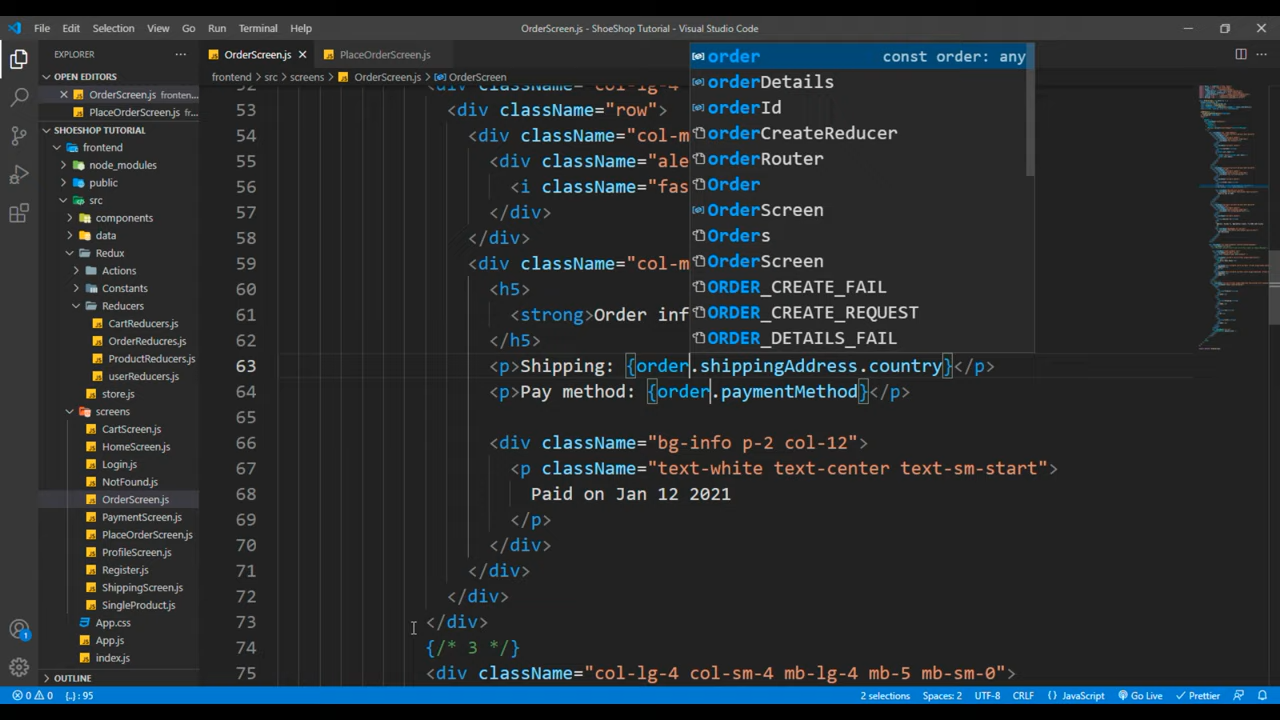 File Edit Selection View Go Run Terminal Help
OrderScreen.js - ShoeShop Tutorial - Visual Studio Code
EXPLORER
OrderScreen.js
PlaceOrderScreen.js
OPEN EDITORS
OrderScreen.js fronten...
PlaceOrderScreen.js f...
SHOESHOP TUTORIAL
frontend
node_modules
public
src
components
data
Redux
Actions
Constants
Reducers
CartReducers.js
OrderReducres.js
ProductReducers.js
userReducers.js
store.js
screens
CartScreen.js
HomeScreen.js
Login.js
NotFound.js
OrderScreen.js
PaymentScreen.js
PlaceOrderScreen.js
ProfileScreen.js
Register.js
ShippingScreen.js
SingleProduct.js
App.css
App.js
index.js
OUTLINE
frontend > src > screens > OrderScreen.js > OrderScreen
53 <div className="row">
54 <div className="col-m
55 <div className="ale
56 <i className="fas
57 </div>
58 </div>
59 <div className="col-m
60 <h5>
61 <strong>Order inf
62 </h5>
63 <p>Shipping: {order.shippingAddress.country}</p>
64 <p>Pay method: {order.paymentMethod}</p>
65
66 <div className="bg-info p-2 col-12">
67 <p className="text-white text-center text-sm-start">
68 Paid on Jan 12 2021
69 </p>
70 </div>
71 </div>
72 </div>
73 </div>
74 {/* 3 */}
75 <div className="col-lg-4 col-sm-4 mb-lg-4 mb-5 mb-sm-0">
order const order: any
orderDetails
orderId
orderCreateReducer
orderRouter
Order
OrderScreen
Orders
OrderScreen
ORDER_CREATE_FAIL
ORDER_CREATE_REQUEST
ORDER_DETAILS_FAIL
1
0 0 {..} : 95
2 selections Spaces: 2 UTF-8 CRLF {} JavaScript Go Live Prettier